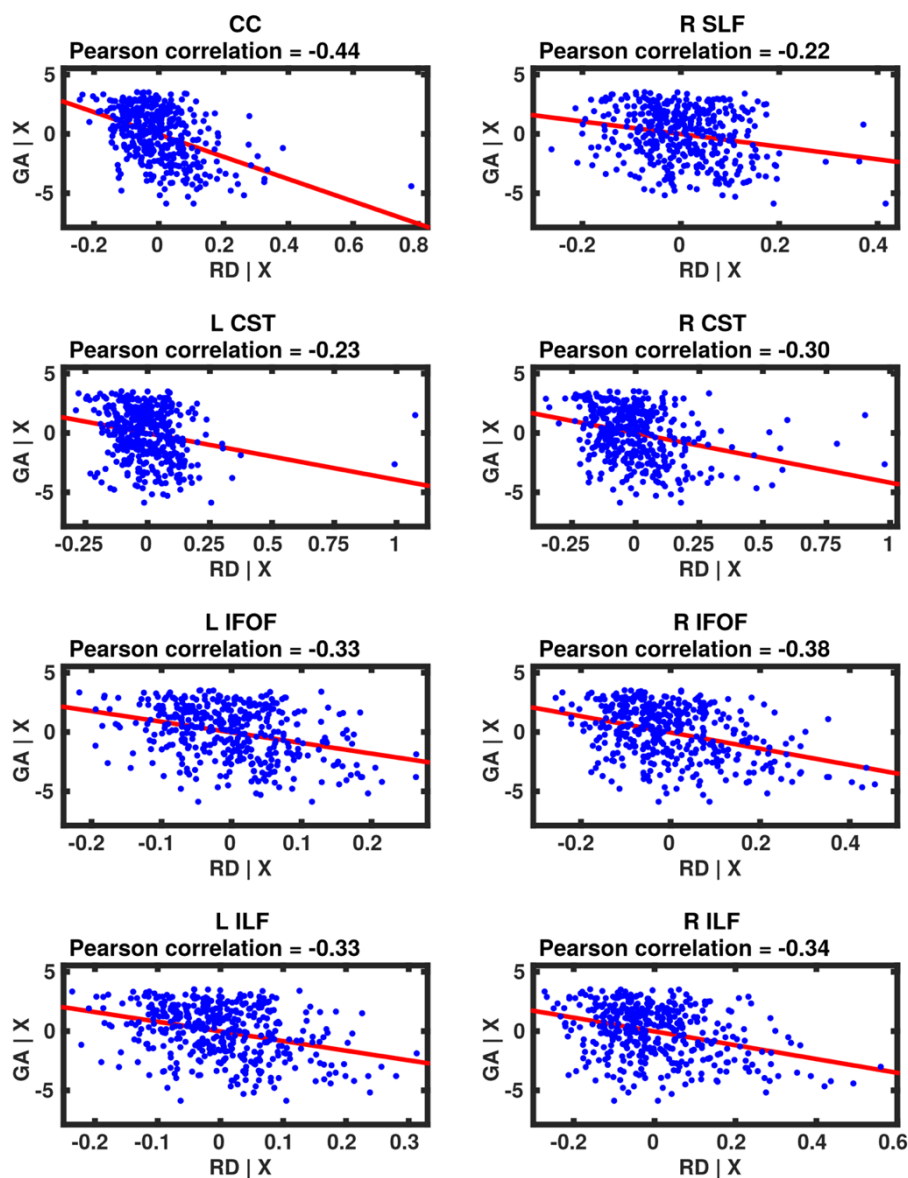 CC
Pearson correlation = -0.44
5
0
-5
GA | X
-0.2
0
0.2
0.4
0.6
0.8
RD | X
R SLF
Pearson correlation = -0.22
5
0
-5
GA | X
-0.2
0
0.2
0.4
RD | X
L CST
Pearson correlation = -0.23
5
0
-5
GA | X
-0.25
0
0.25
0.5
0.75
1
RD | X
R CST
Pearson correlation = -0.30
5
0
-5
GA | X
-0.25
0
0.25
0.5
0.75
1
RD | X
L IFOF
Pearson correlation = -0.33
5
0
-5
GA | X
-0.2
-0.1
0
0.1
0.2
RD | X
R IFOF
Pearson correlation = -0.38
5
0
-5
GA | X
-0.2
0
0.2
0.4
RD | X
L ILF
Pearson correlation = -0.33
5
0
-5
GA | X
-0.2
-0.1
0
0.1
0.2
0.3
RD | X
R ILF
Pearson correlation = -0.34
5
0
-5
GA | X
-0.2
0
0.2
0.4
0.6
RD | X